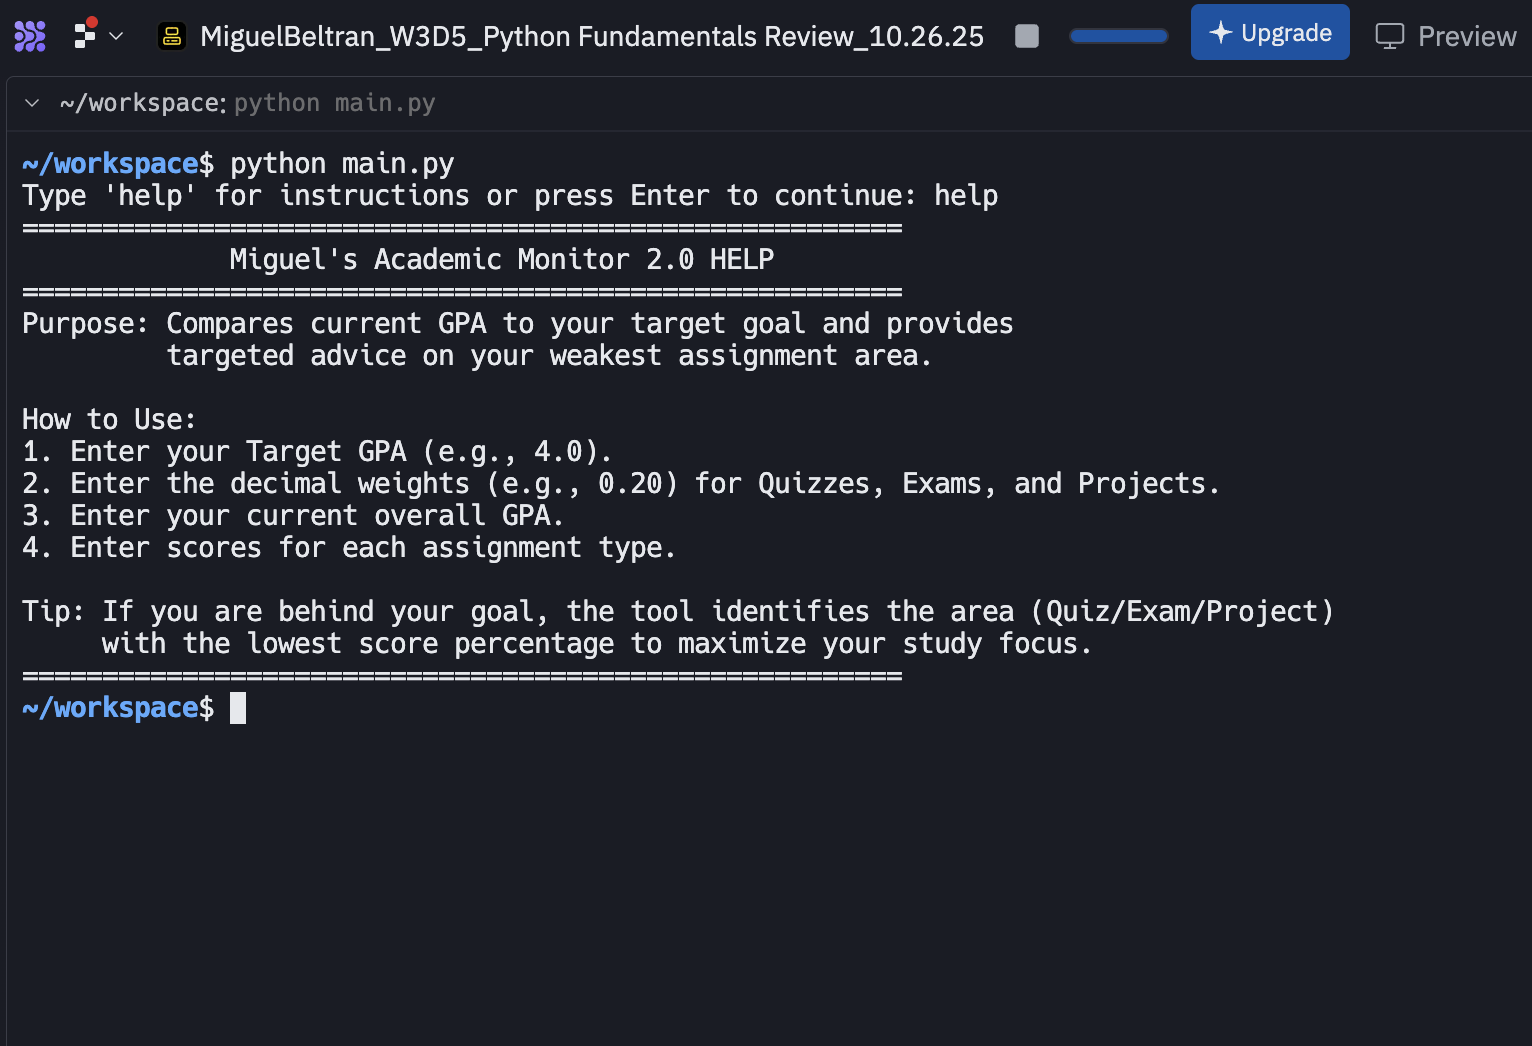 MiguelBeltran_W3D5_Python Fundamentals Review_10.26.25 Upgrade Preview
~/workspace: python main.py
~/workspace$ python main.py
Type 'help' for instructions or press Enter to continue: help
=======================================================
Miguel's Academic Monitor 2.0 HELP
=======================================================
Purpose: Compares current GPA to your target goal and provides
targeted advice on your weakest assignment area.
How to Use:
1. Enter your Target GPA (e.g., 4.0).
2. Enter the decimal weights (e.g., 0.20) for Quizzes, Exams, and Projects.
3. Enter your current overall GPA.
4. Enter scores for each assignment type.
Tip: If you are behind your goal, the tool identifies the area (Quiz/Exam/Project)
with the lowest score percentage to maximize your study focus.
=======================================================
~/workspace$